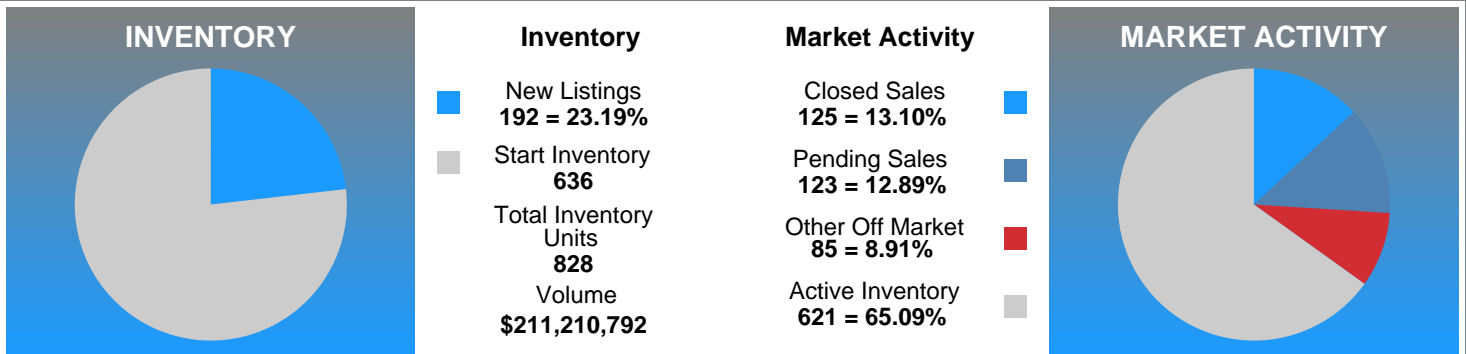 INVENTORY
Inventory
New Listings
192 = 23.19%
Start Inventory
636
Total Inventory
Units
828
Volume
$211,210,792
Market Activity
Closed Sales
125 = 13.10%
Pending Sales
123 = 12.89%
Other Off Market
85 = 8.91%
Active Inventory
621 = 65.09%
MARKET ACTIVITY